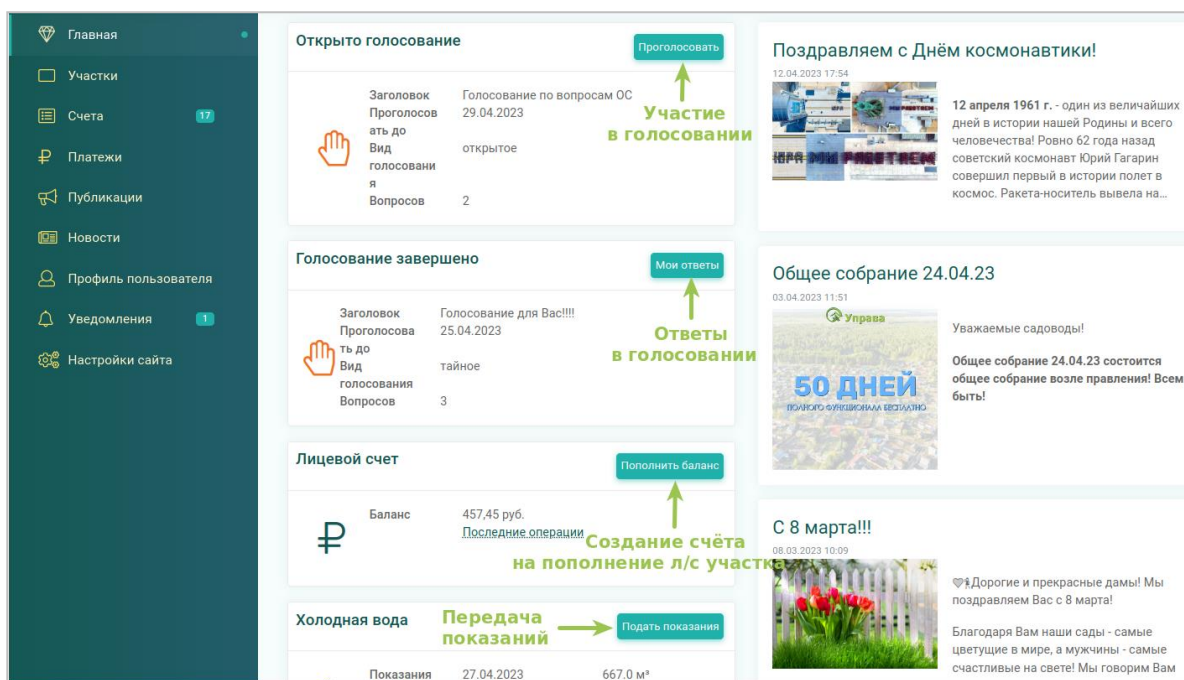 Главная
Участки
Счета 17
Платежи
Публикации
Новости
Профиль пользователя
Уведомления 1
Настройки сайта
Открыто голосование
Проголосовать
Заголовок Голосование по вопросам ОС
Проголосов 29.04.2023
ать до
Вид открытое
голосовани
я
Вопросов 2
Участие
в голосовании
Голосование завершено
Мои ответы
Заголовок Голосование для Вас!!!!
Проголосова 25.04.2023
ть до
Вид тайное
голосования
Вопросов 3
Ответы
в голосовании
Лицевой счет
Пополнить баланс
Баланс 457,45 руб.
Последние операции
Создание счёта
на пополнение л/с участка
Холодная вода
Передача
показаний
Подать показания
Показания 27.04.2023 667.0 м³
Поздравляем с Днём космонавтики!
12.04.2023 17:54
12 апреля 1961 г. - один из величайших
дней в истории нашей Родины и всего
человечества! Ровно 62 года назад
советский космонавт Юрий Гагарин
совершил первый в истории полет в
космос. Ракета-носитель вывела на...
Общее собрание 24.04.23
03.04.2023 11:51
Управа
50 ДНЕЙ
ПОЛНОГО ФУНКЦИОНАЛА БЕСПЛАТНО
Уважаемые садоводы!
Общее собрание 24.04.23 состоится
общее собрание возле правления! Всем
быть!
С 8 марта!!!
08.03.2023 10:09
Дорогие и прекрасные дамы! Мы
поздравляем Вас с 8 марта!
Благодаря Вам наши сады - самые
цветущие в мире, а мужчины - самые
счастливые на свете! Мы говорим Вам